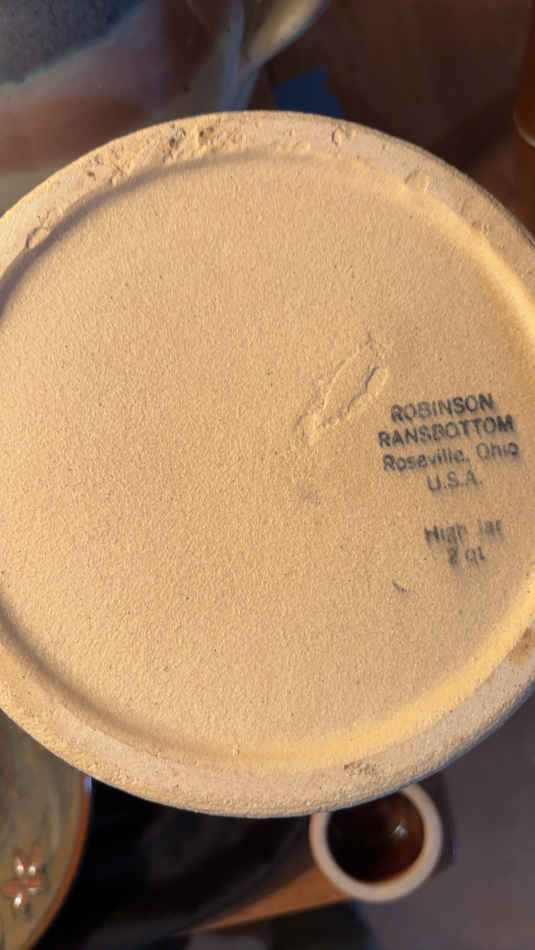 ROBINSON
RANSBOTTOM
Roseville, Ohio
U.S.A.
High Jar
2 qt